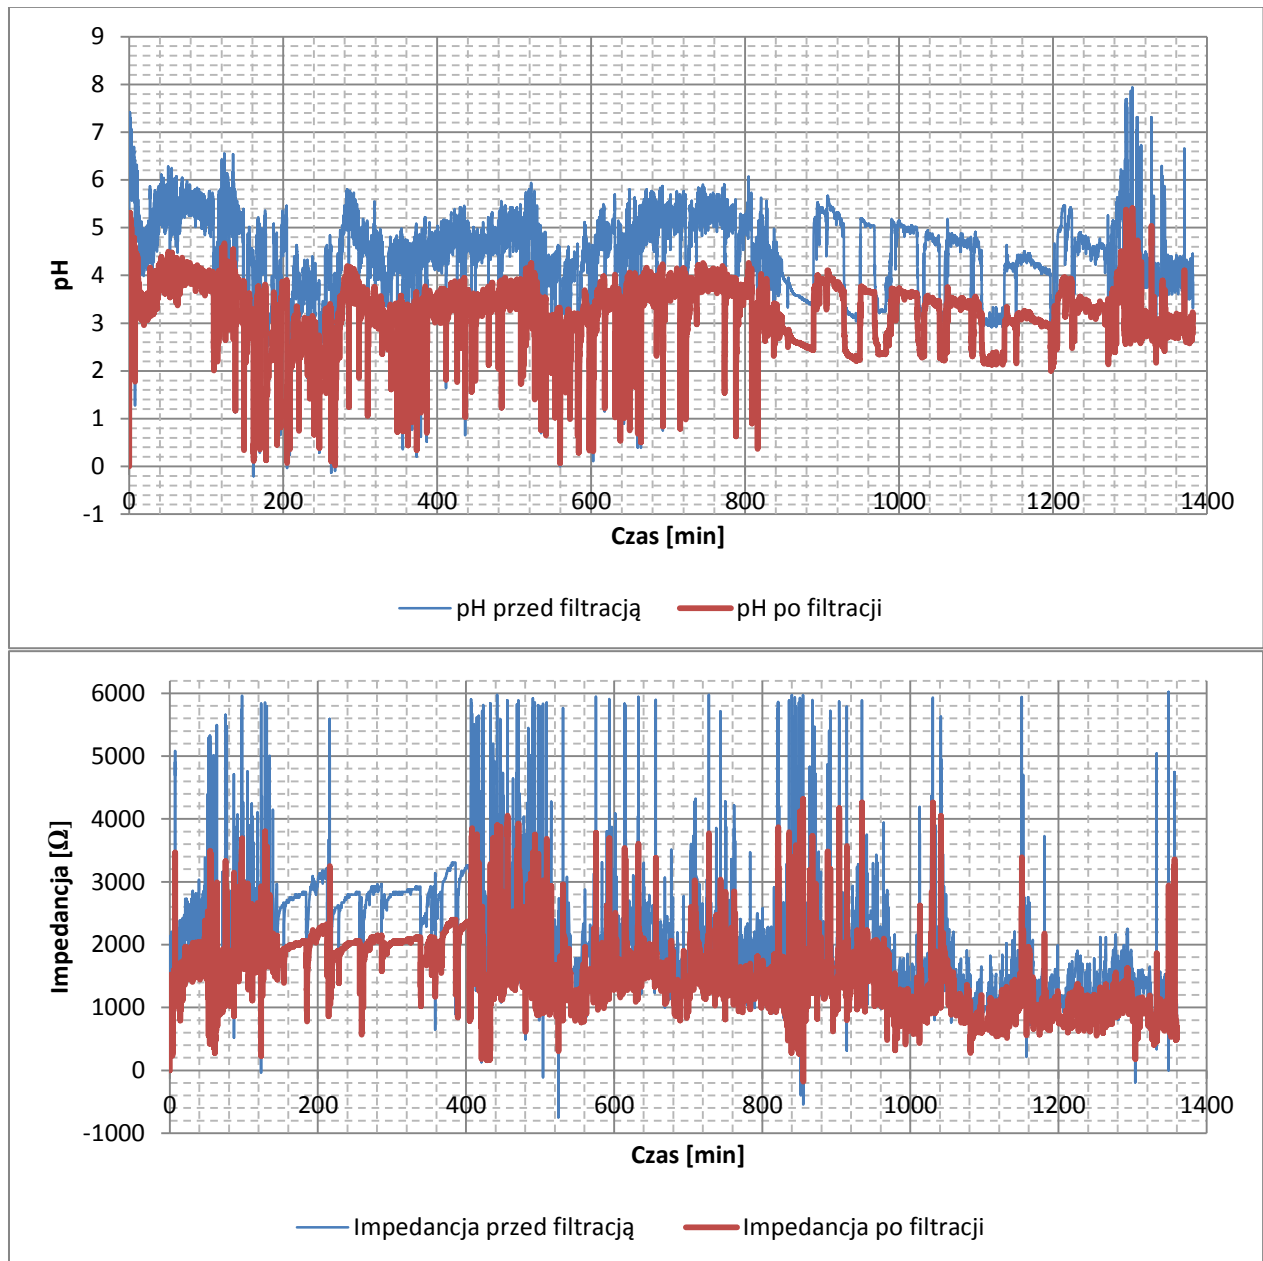 9
8
7
6
5
4
3
2
1
0
-1
pH
0 200 400 600 800 1000 1200 1400
Czas [min]
pH przed filtracją pH po filtracji
6000
5000
4000
3000
2000
1000
0
-1000
Impedancja [Ω]
0 200 400 600 800 1000 1200 1400
Czas [min]
Impedancja przed filtracją Impedancja po filtracji